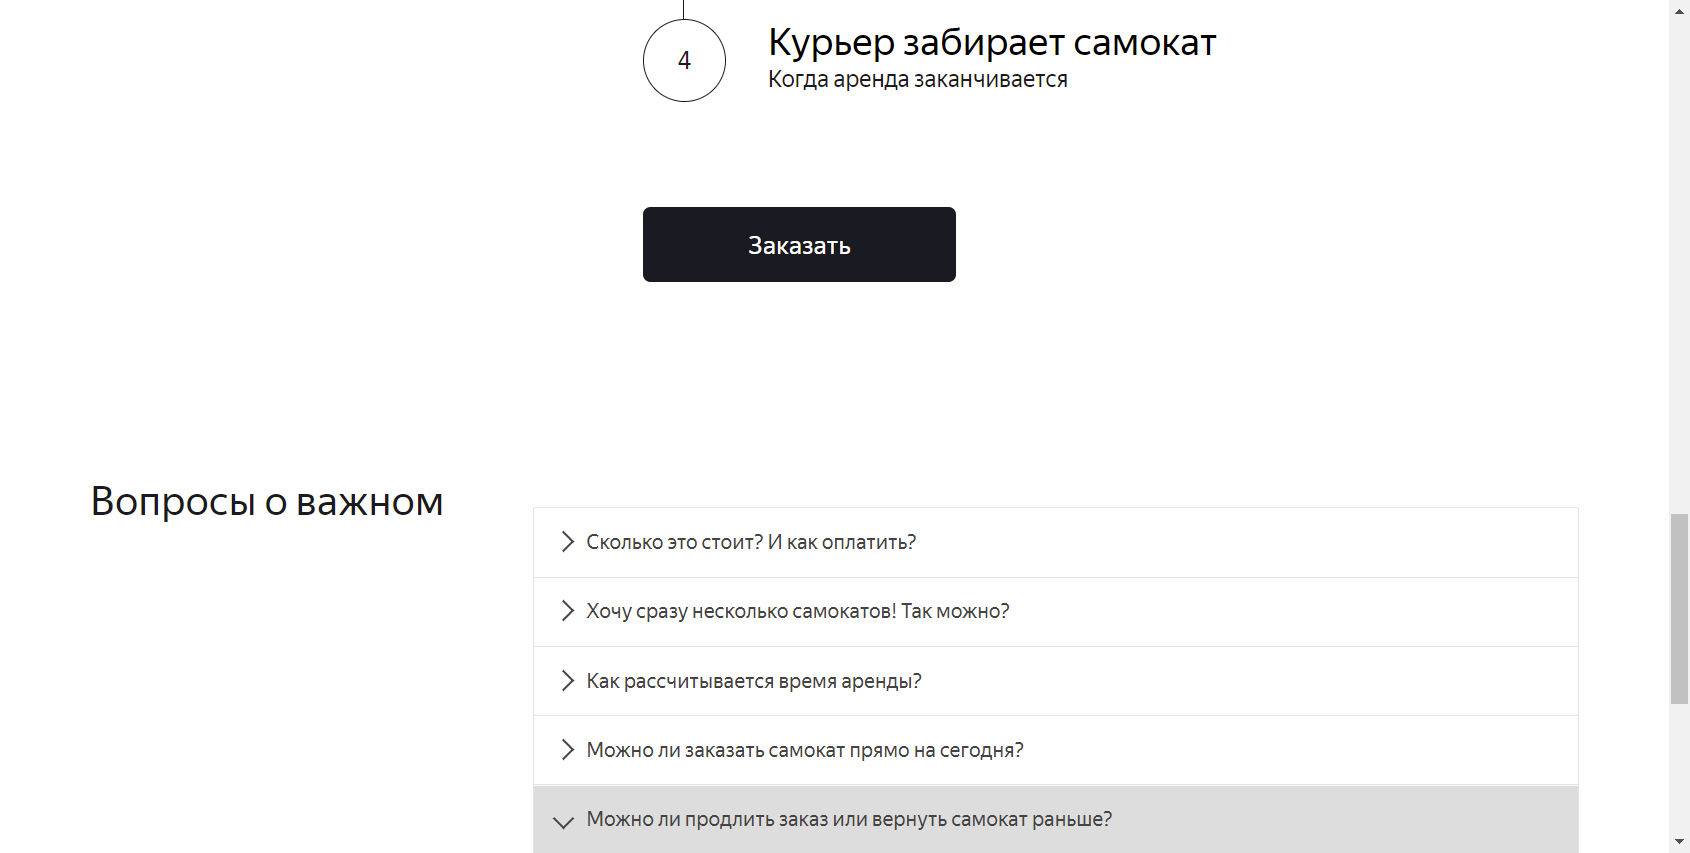 4
Курьер забирает самокат
Когда аренда заканчивается
Заказать
Вопросы о важном
Сколько это стоит? И как оплатить?
Хочу сразу несколько самокатов! Так можно?
Как рассчитывается время аренды?
Можно ли заказать самокат прямо на сегодня?
Можно ли продлить заказ или вернуть самокат раньше?